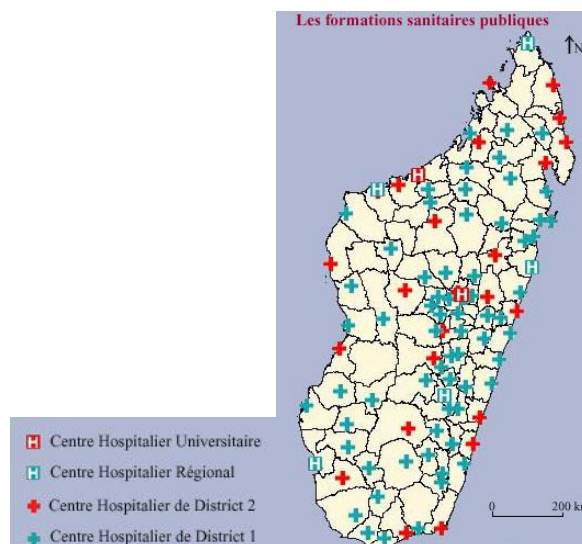 Les formations sanitaires publiques
N
H Centre Hospitalier Universitaire
H Centre Hospitalier Régional
Centre Hospitalier de District 2
Centre Hospitalier de District 1
0 200 km